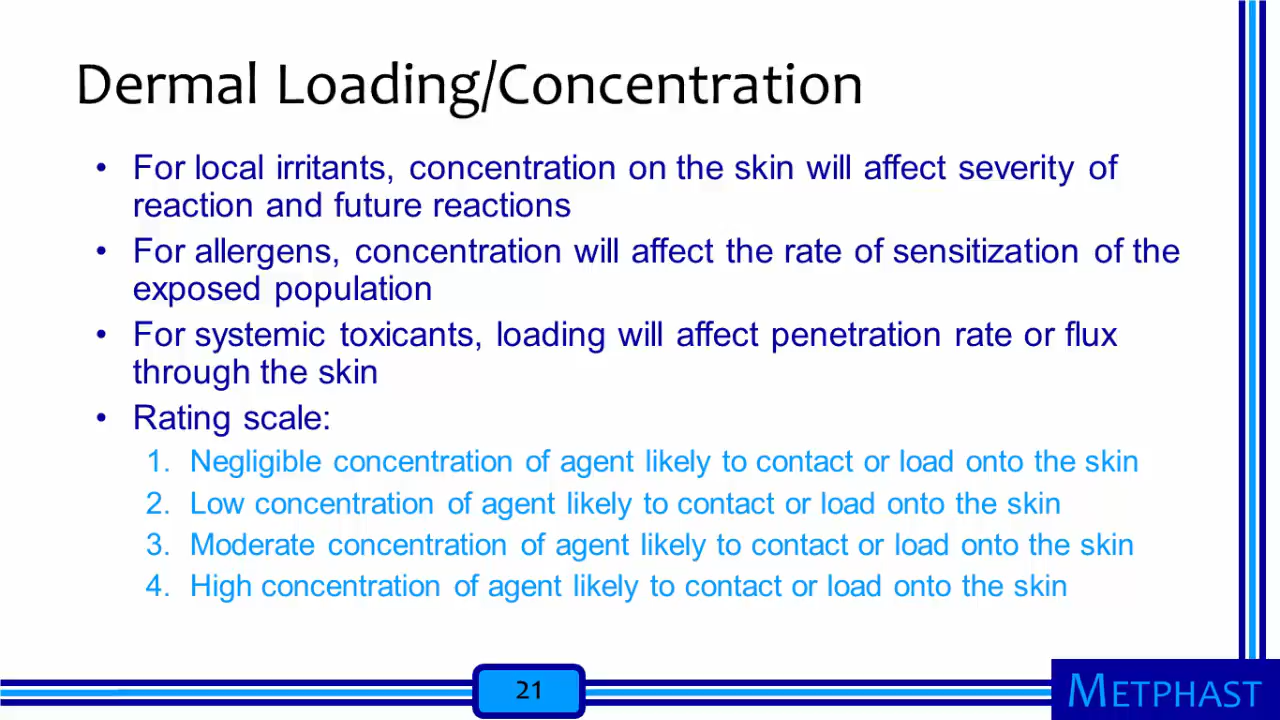 Dermal Loading/Concentration
• For local irritants, concentration on the skin will affect severity of
reaction and future reactions
• For allergens, concentration will affect the rate of sensitization of the
exposed population
• For systemic toxicants, loading will affect penetration rate or flux
through the skin
• Rating scale:
1. Negligible concentration of agent likely to contact or load onto the skin
2. Low concentration of agent likely to contact or load onto the skin
3. Moderate concentration of agent likely to contact or load onto the skin
4. High concentration of agent likely to contact or load onto the skin
21
METPHAST